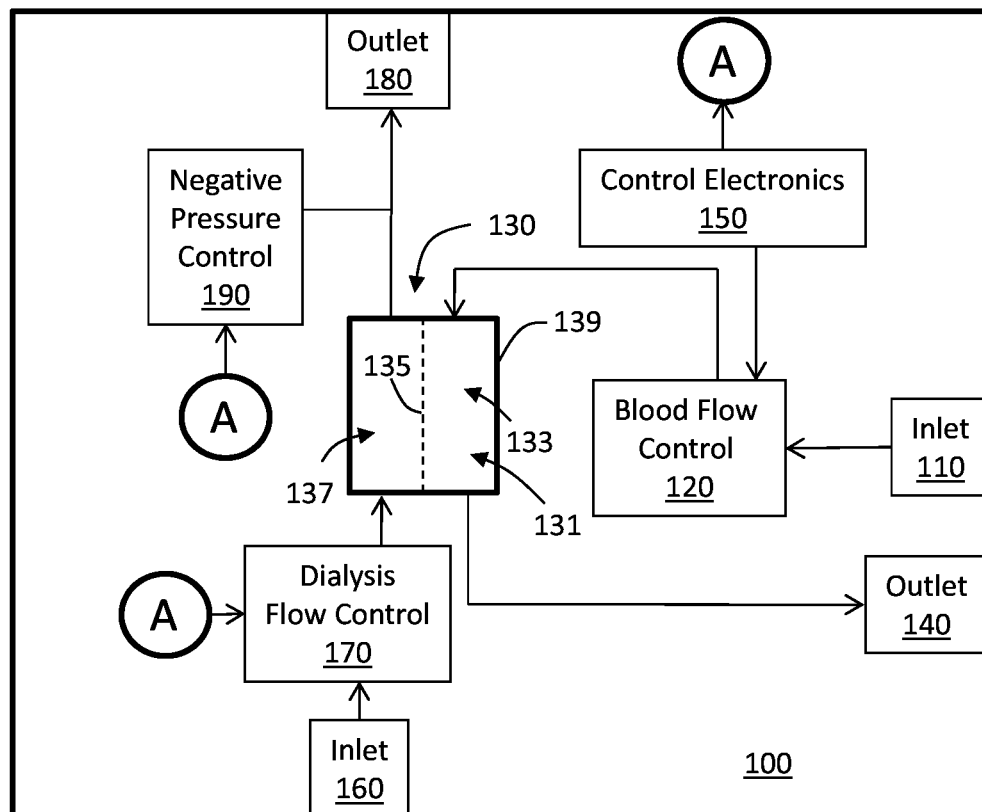 Outlet
180
A
Negative
Pressure
Control
190
Control Electronics
150
130
139
135
A
Blood Flow
Control
120
Inlet
110
133
137
131
Dialysis
Flow Control
170
A
Outlet
140
Inlet
160
100